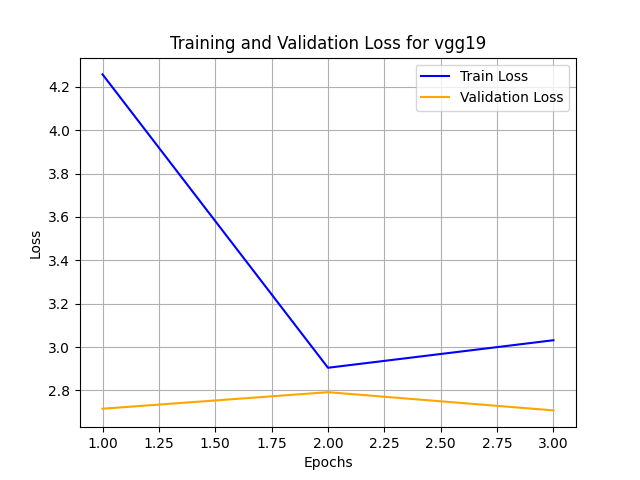 Training and Validation Loss for vgg19
Train Loss
Validation Loss
4.2
4.0
3.8
3.6
3.4
3.2
3.0
2.8
Loss
1.00 1.25 1.50 1.75 2.00 2.25 2.50 2.75 3.00
Epochs